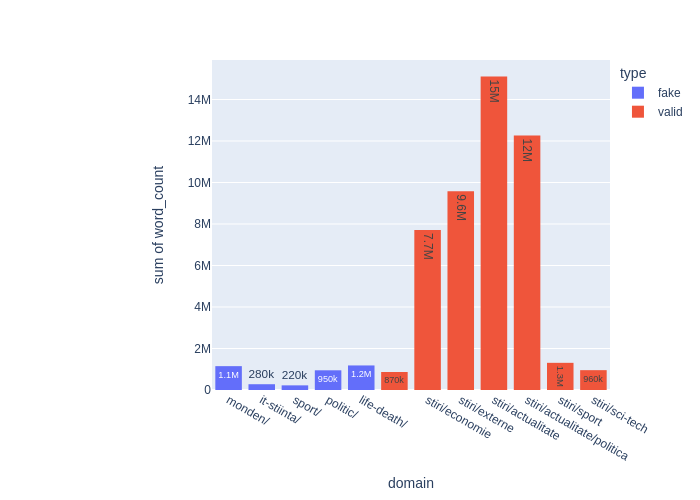 type
fake
valid
sum of word_count
14M
12M
10M
8M
6M
4M
2M
0
1.1M
280k
220k
950k
1.2M
870k
7.7M
9.6M
15M
12M
1.3M
960k
monden/
it-stiinta/
sport/
politic/
life-death/
stiri/economie
stiri/externe
stiri/actualitate
stiri/actualitate/politica
stiri/sport
stiri/sci-tech
domain